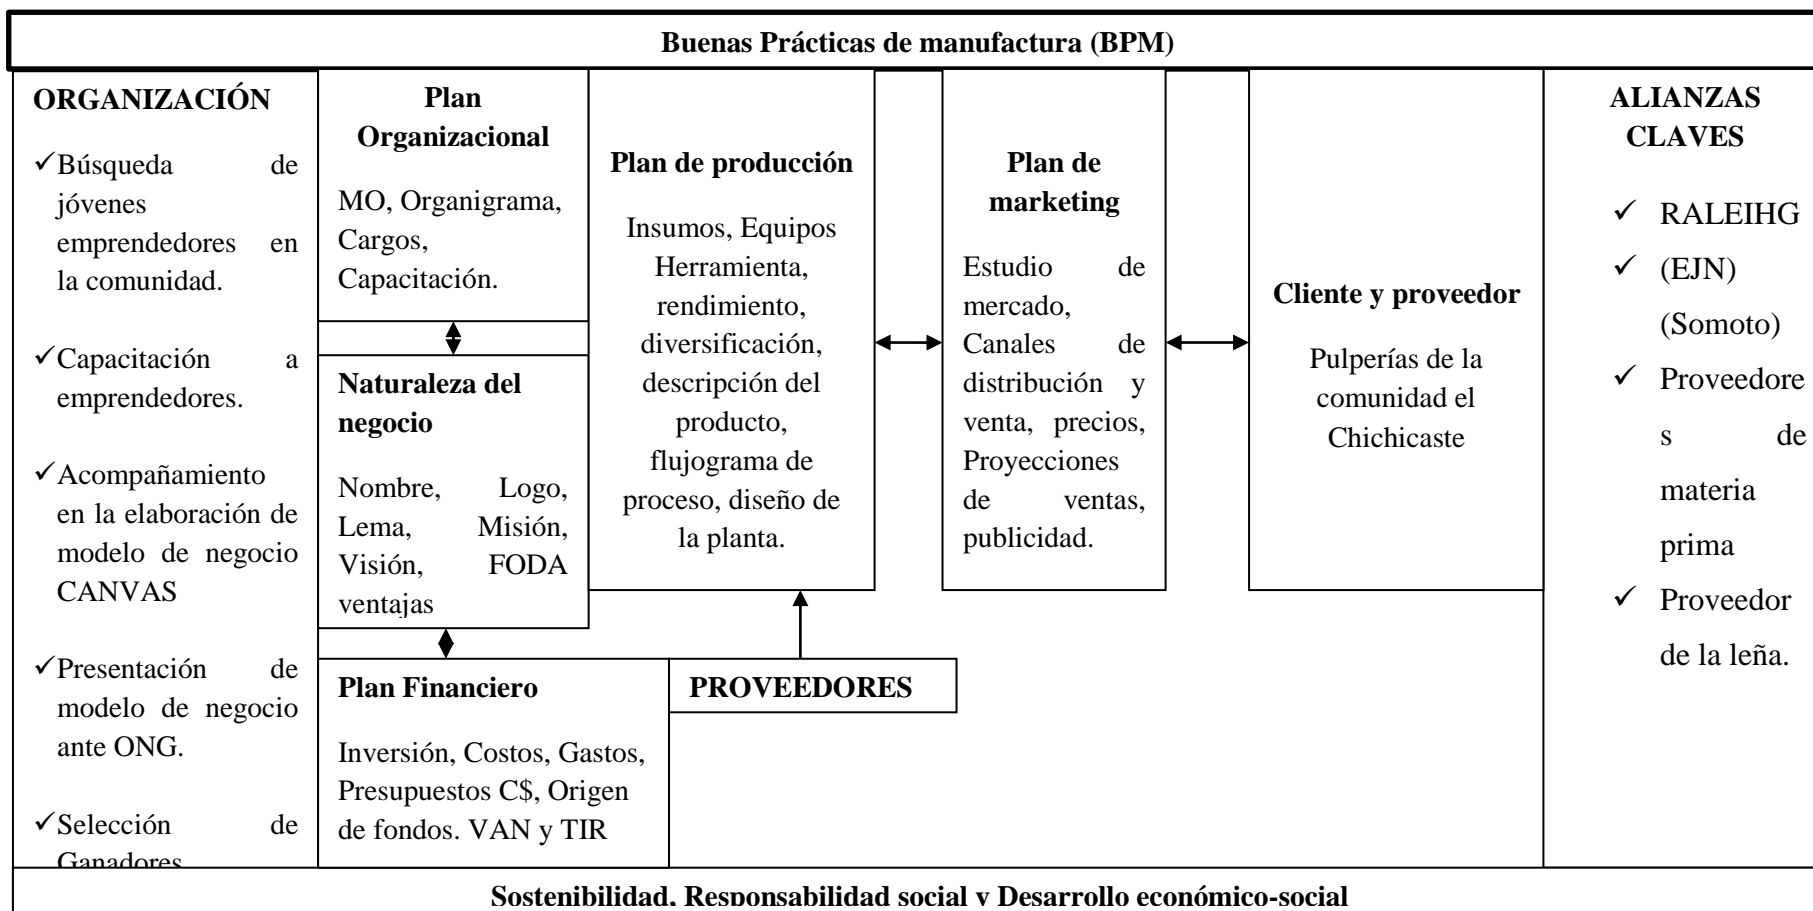 Buenas Prácticas de manufactura (BPM)
ORGANIZACIÓN
Búsqueda de
jóvenes
emprendedores en
la comunidad.
Capacitación a
emprendedores.
Acompañamiento
en la elaboración de
modelo de negocio
CANVAS
Presentación de
modelo de negocio
ante ONG.
Selección de
Ganadores
Plan
Organizacional
MO, Organigrama,
Cargos,
Capacitación.
Naturaleza del
negocio
Nombre, Logo,
Lema, Misión,
Visión, FODA
ventajas
Plan Financiero
Inversión, Costos, Gastos,
Presupuestos C$, Origen
de fondos. VAN y TIR
Plan de producción
Insumos, Equipos
Herramienta,
rendimiento,
diversificación,
descripción del
producto,
flujograma de
proceso, diseño de
la planta.
PROVEEDORES
Plan de
marketing
Estudio de
mercado,
Canales de
distribución y
venta, precios,
Proyecciones
de ventas,
publicidad.
Cliente y proveedor
Pulperías de la
comunidad el
Chichicaste
ALIANZAS
CLAVES
RALEIHG
(EJN)
(Somoto)
Proveedore
s de
materia
prima
Proveedor
de la leña.
Sostenibilidad, Responsabilidad social y Desarrollo económico-social